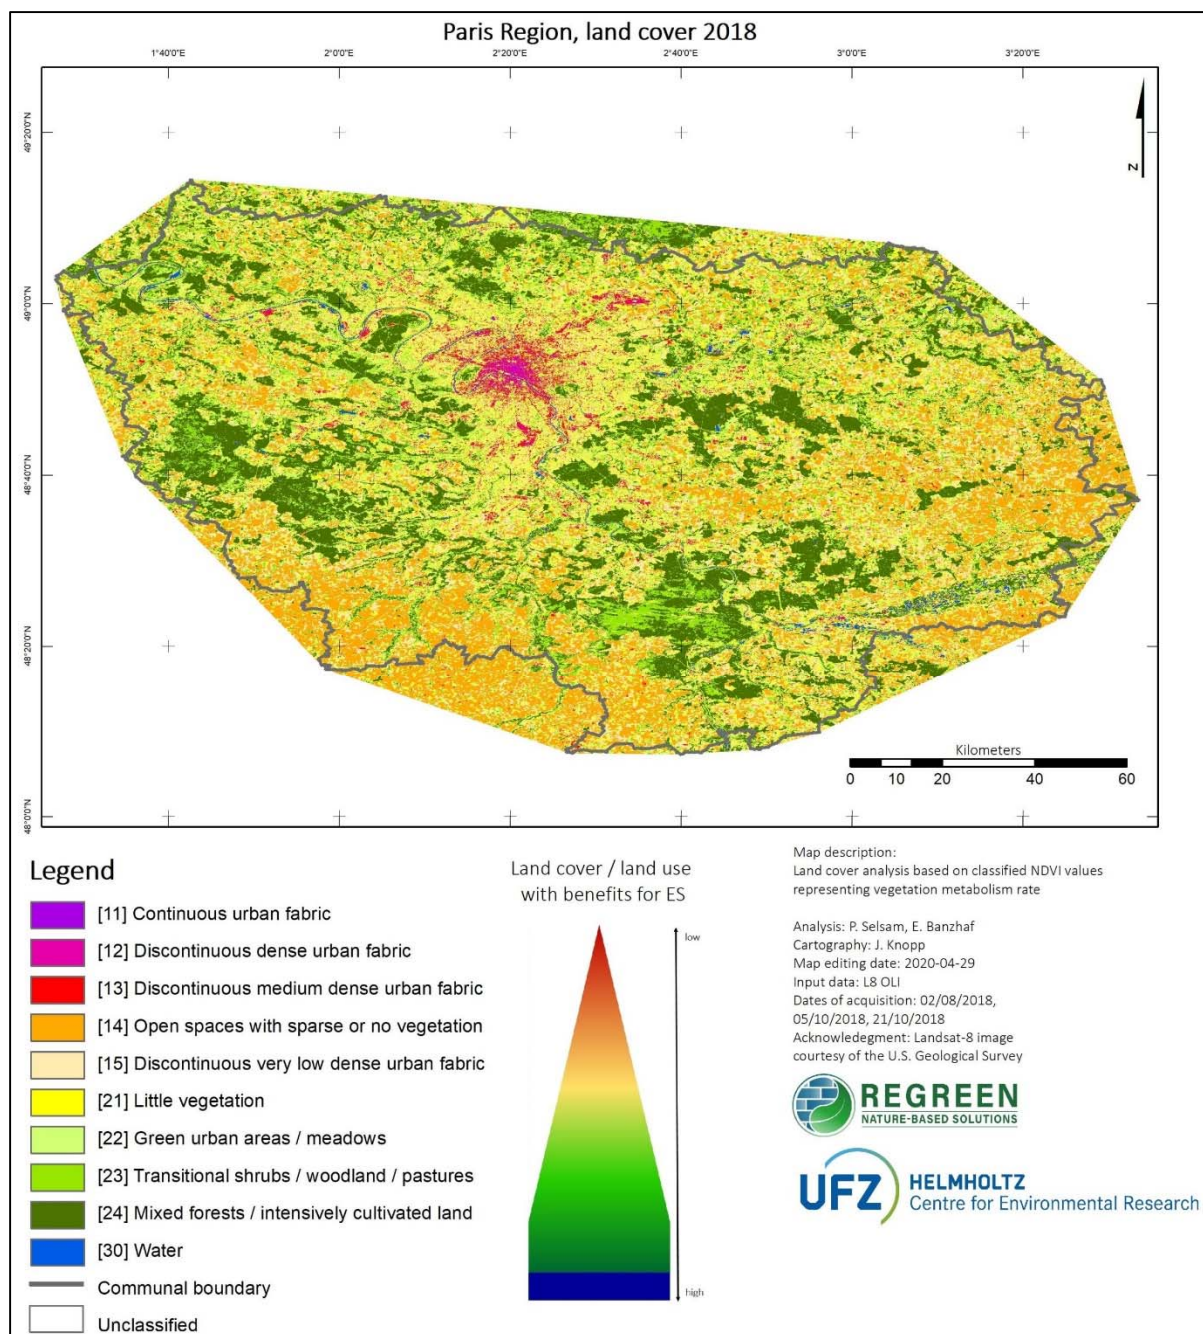 Paris Region, land cover 2018
1°40'0"E 2°0'0"E 2°20'0"E 2°40'0"E 3°0'0"E 3°20'0"E
49°20'0"N
49°0'0"N
48°40'0"N
48°20'0"N
48°0'0"N
N
Kilometers
0 10 20 40 60
Legend
[11] Continuous urban fabric
[12] Discontinuous dense urban fabric
[13] Discontinuous medium dense urban fabric
[14] Open spaces with sparse or no vegetation
[15] Discontinuous very low dense urban fabric
[21] Little vegetation
[22] Green urban areas / meadows
[23] Transitional shrubs / woodland / pastures
[24] Mixed forests / intensively cultivated land
[30] Water
Communal boundary
Unclassified
Land cover / land use
with benefits for ES
low
high
Map description:
Land cover analysis based on classified NDVI values
representing vegetation metabolism rate
Analysis: P. Selsam, E. Banzhaf
Cartography: J. Knopp
Map editing date: 2020-04-29
Input data: L8 OLI
Dates of acquisition: 02/08/2018,
05/10/2018, 21/10/2018
Acknowledegment: Landsat-8 image
courtesy of the U.S. Geological Survey
REGREEN
NATURE-BASED SOLUTIONS
UFZ HELMHOLTZ
Centre for Environmental Research